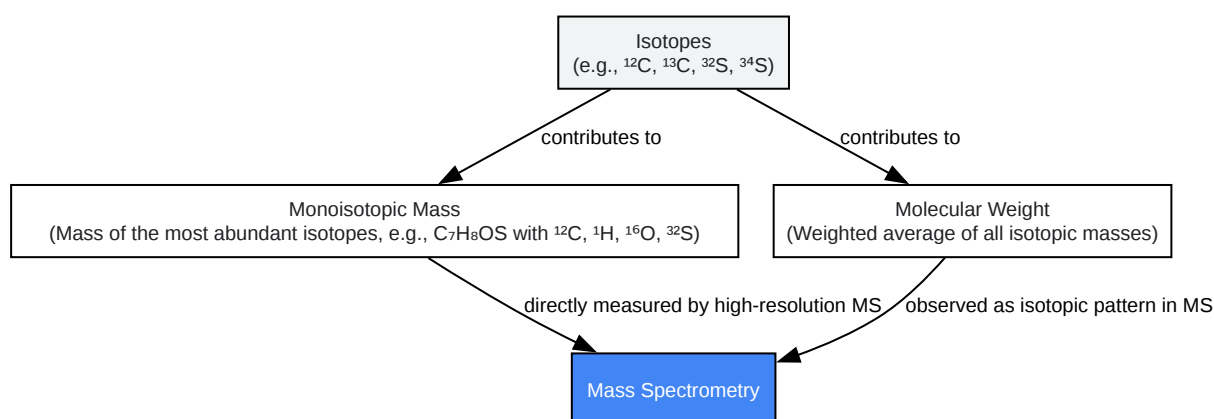 Isotopes
(e.g., ¹²C, ¹³C, ³²S, ³⁴S)
contributes to
contributes to
Monoisotopic Mass
(Mass of the most abundant isotopes, e.g., C₇H₈OS with ¹²C, ¹H, ¹⁶O, ³²S)
Molecular Weight
(Weighted average of all isotopic masses)
directly measured by high-resolution MS
observed as isotopic pattern in MS
Mass Spectrometry